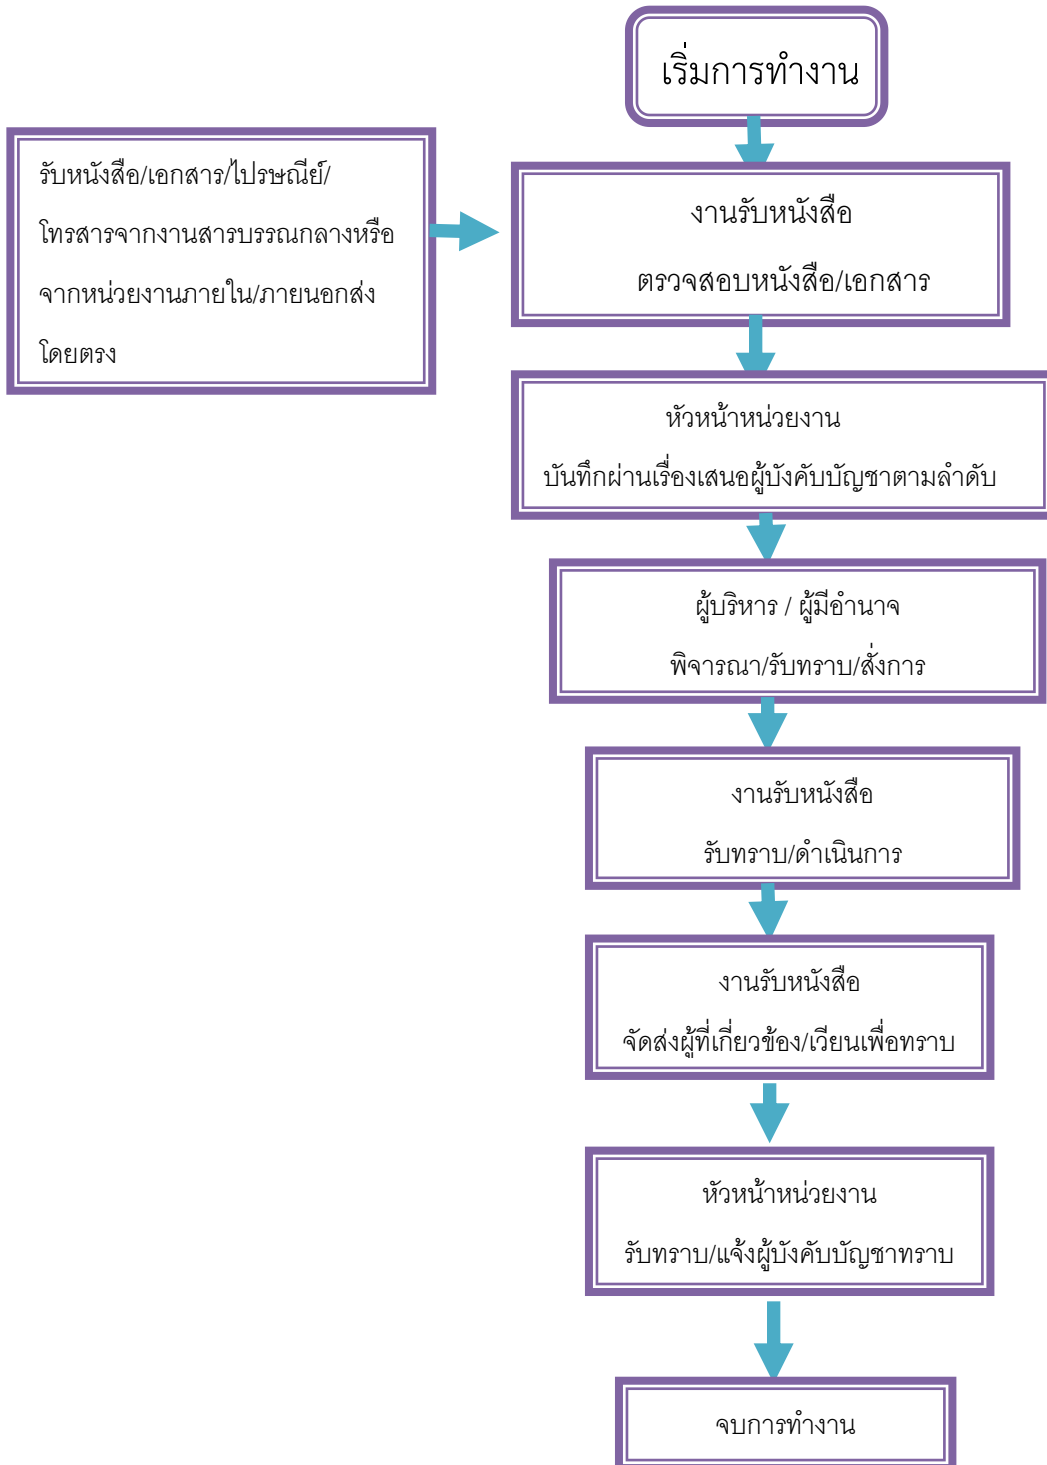 เริ่มการทำงาน
รับหนังสือ/เอกสาร/ไปรษณีย์/
โทรสารจากงานสารบรรณกลางหรือ
จากหน่วยงานภายใน/ภายนอกส่ง
โดยตรง
งานรับหนังสือ
ตรวจสอบหนังสือ/เอกสาร
หัวหน้าหน่วยงาน
บันทึกผ่านเรื่องเสนอผู้บังคับบัญชาตามลำดับ
ผู้บริหาร / ผู้มีอำนาจ
พิจารณา/รับทราบ/สั่งการ
งานรับหนังสือ
รับทราบ/ดำเนินการ
งานรับหนังสือ
จัดส่งผู้ที่เกี่ยวข้อง/เวียนเพื่อทราบ
หัวหน้าหน่วยงาน
รับทราบ/แจ้งผู้บังคับบัญชาทราบ
จบการทำงาน